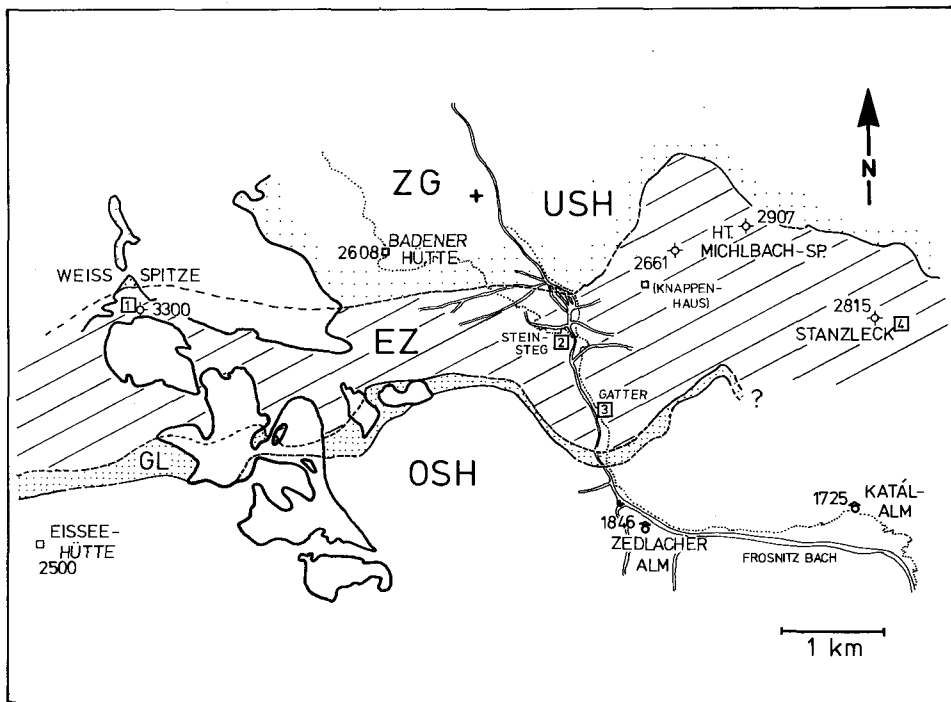 N
ZG
USH
2907
HT.
MICHLBACH-SP.
2608
BADENER
HÜTTE
2661
(KNAPPEN-
HAUS)
WEISS SPITZE
1
3300
2815
STANZLECK
4
EZ
STEIN-
STEG
2
GATTER
3
?
GL
OSH
1725
KATÁL-
ALM
1846
ZEDLACHER
ALM
FROSNITZ BACH
EISSEE-
HÜTTE
2500
1 km